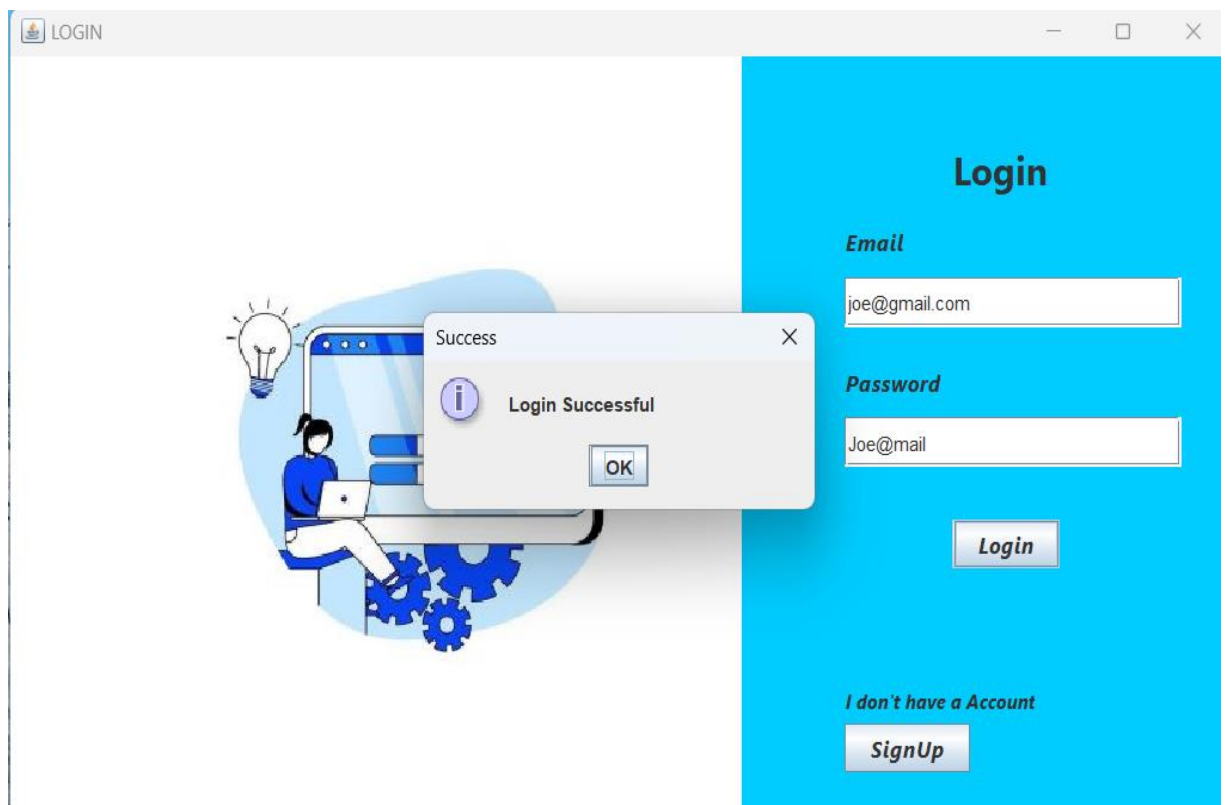 LOGIN
Login
Email
joe@gmail.com
Success
Login Successful
OK
Password
Joe@mail
Login
I don't have a Account
SignUp